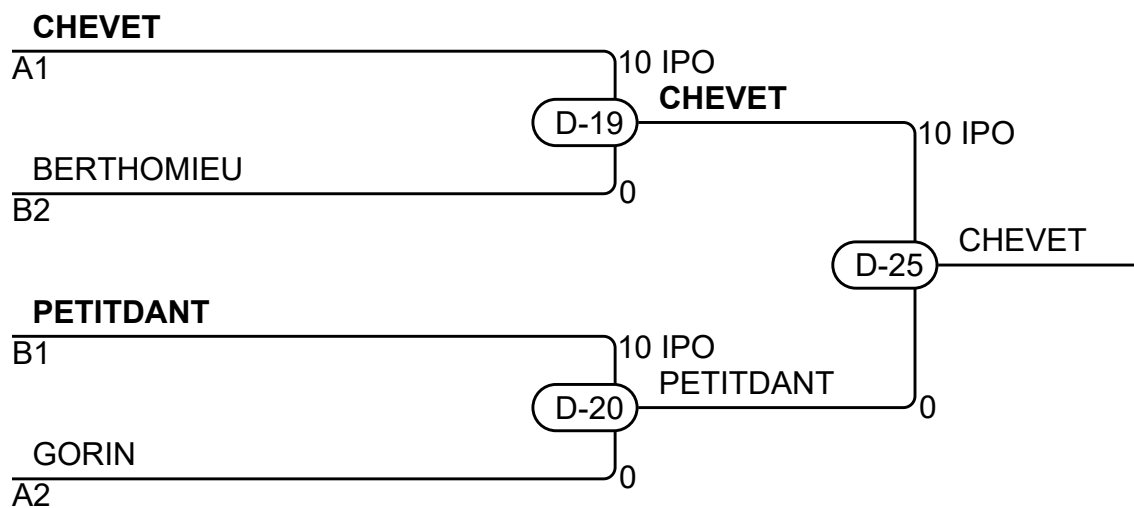 CHEVET
A1
10 IPO
CHEVET
D-19
10 IPO
BERTHOMIEU
0
B2
CHEVET
D-25
PETITDANT
B1
10 IPO
PETITDANT
D-20
0
GORIN
0
A2